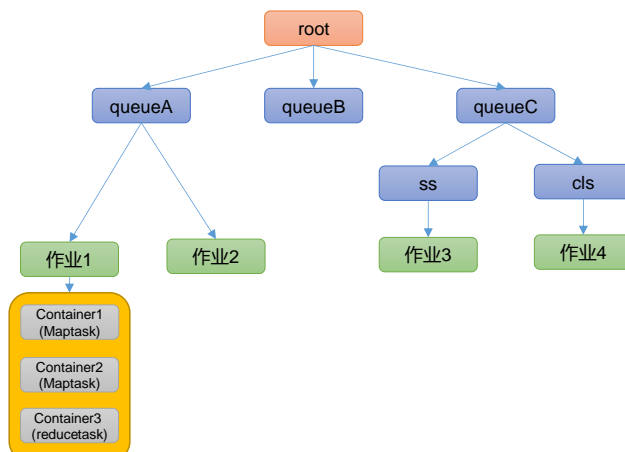 root
queueA
queueB
queueC
ss
cls
作业1
作业2
作业3
作业4
Container1
(Maptask)
Container2
(Maptask)
Container3
(reducetask)